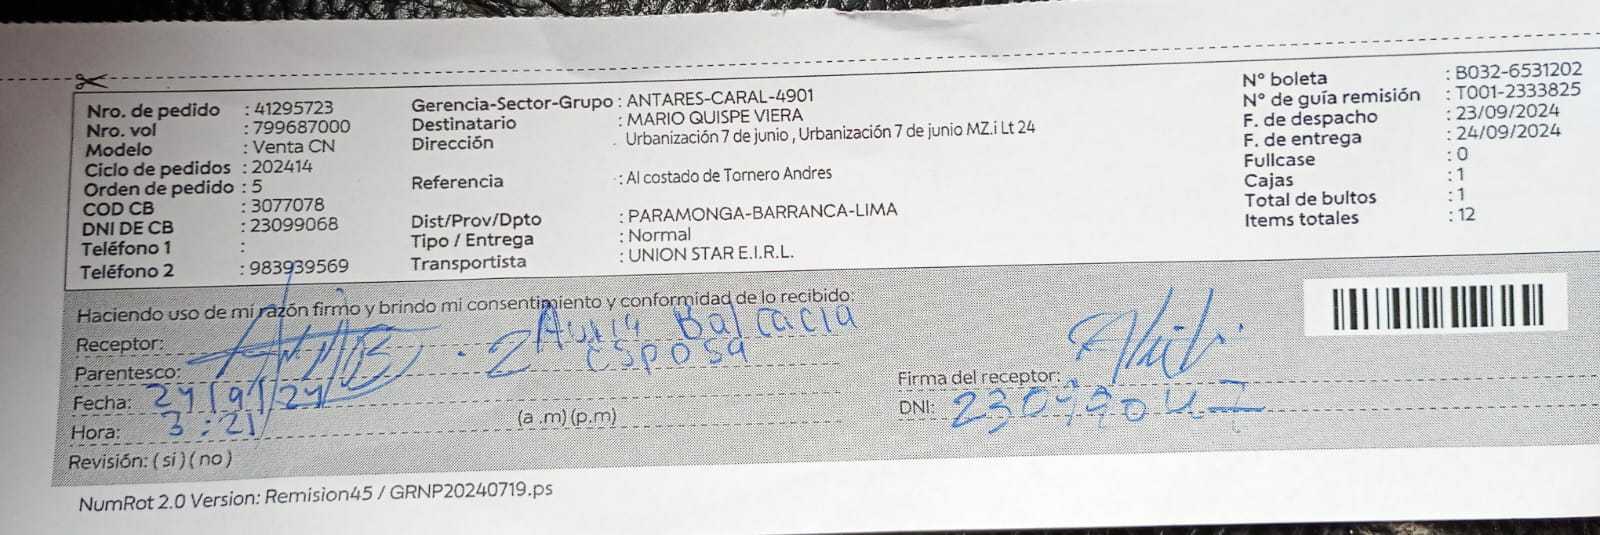 Nro. de pedido : 41295723
Nro. vol : 799687000
Modelo : Venta CN
Ciclo de pedidos : 202414
Orden de pedido : 5
COD CB : 3077078
DNI DE CB : 23099068
Teléfono 1 :
Teléfono 2 : 983939569
Gerencia-Sector-Grupo : ANTARES-CARAL-4901
Destinatario : MARIO QUISPE VIERA
Dirección : Urbanización 7 de junio , Urbanización 7 de junio MZ.i Lt 24
Referencia : Al costado de Tornero Andres
Dist/Prov/Dpto : PARAMONGA-BARRANCA-LIMA
Tipo / Entrega : Normal
Transportista : UNION STAR E.I.R.L.
N° boleta : B032-6531202
N° de guía remisión : T001-2333825
F. de despacho : 23/09/2024
F. de entrega : 24/09/2024
Fullcase : 0
Cajas : 1
Total de bultos : 1
Items totales : 12
Haciendo uso de mi razón firmo y brindo mi consentimiento y conformidad de lo recibido:
Receptor: Balcacia
Parentesco: esposa
Fecha: 24/9/24
Hora: 3:21 (a .m) (p.m)
Revisión: ( si ) ( no )
Firma del receptor:
DNI:
NumRot 2.0 Version: Remision45 / GRNP20240719.ps